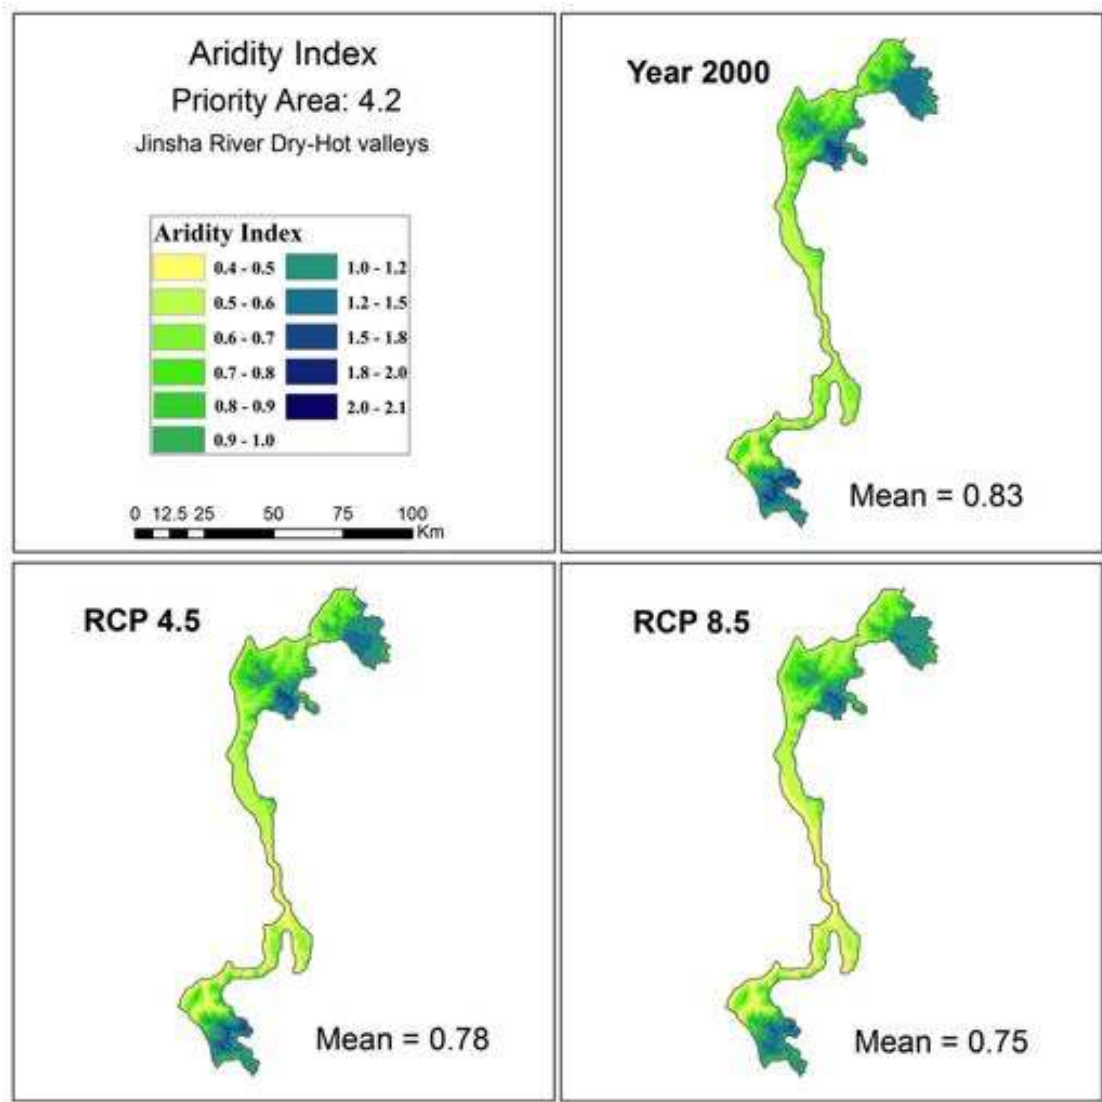 Aridity Index
Priority Area: 4.2
Jinsha River Dry-Hot valleys
Aridity Index
0.4 - 0.5
0.5 - 0.6
0.6 - 0.7
0.7 - 0.8
0.8 - 0.9
0.9 - 1.0
1.0 - 1.2
1.2 - 1.5
1.5 - 1.8
1.8 - 2.0
2.0 - 2.1
0 12.5 25 50 75 100
Km
Year 2000
Mean = 0.83
RCP 4.5
Mean = 0.78
RCP 8.5
Mean = 0.75